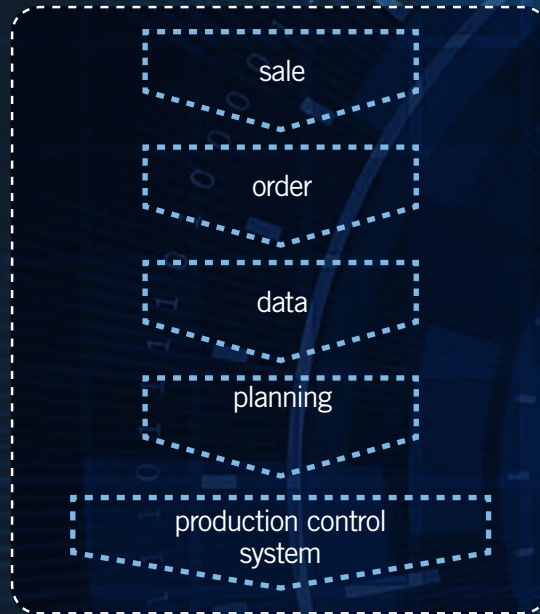 sale
order
data
planning
production control
system